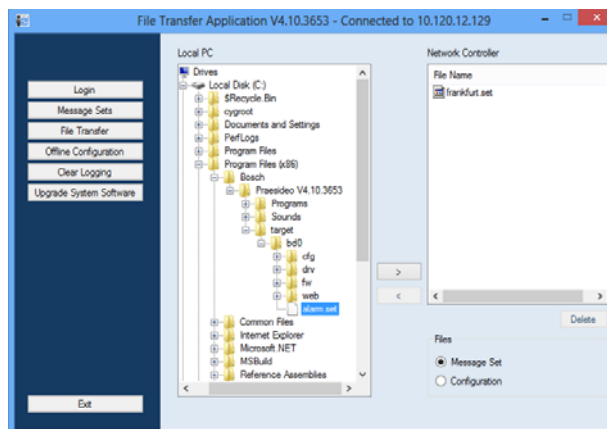 File Transfer Application V4.10.3653 - Connected to 10.120.12.129
Login
Message Sets
File Transfer
Offline Configuration
Clear Logging
Upgrade System Software
Exit
Local PC
Drives
Local Disk (C:)
$Recycle.Bin
cygroot
Documents and Settings
PerfLogs
Program Files
Program Files (x86)
Bosch
Praesideo V4.10.3653
Programs
Sounds
target
bd0
cfg
drv
fw
web
alarm.set
Common Files
Internet Explorer
Microsoft.NET
MSBuild
Reference Assemblies
>
<
Network Controller
File Name
frankfurt.set
Delete
Files
Message Set
Configuration